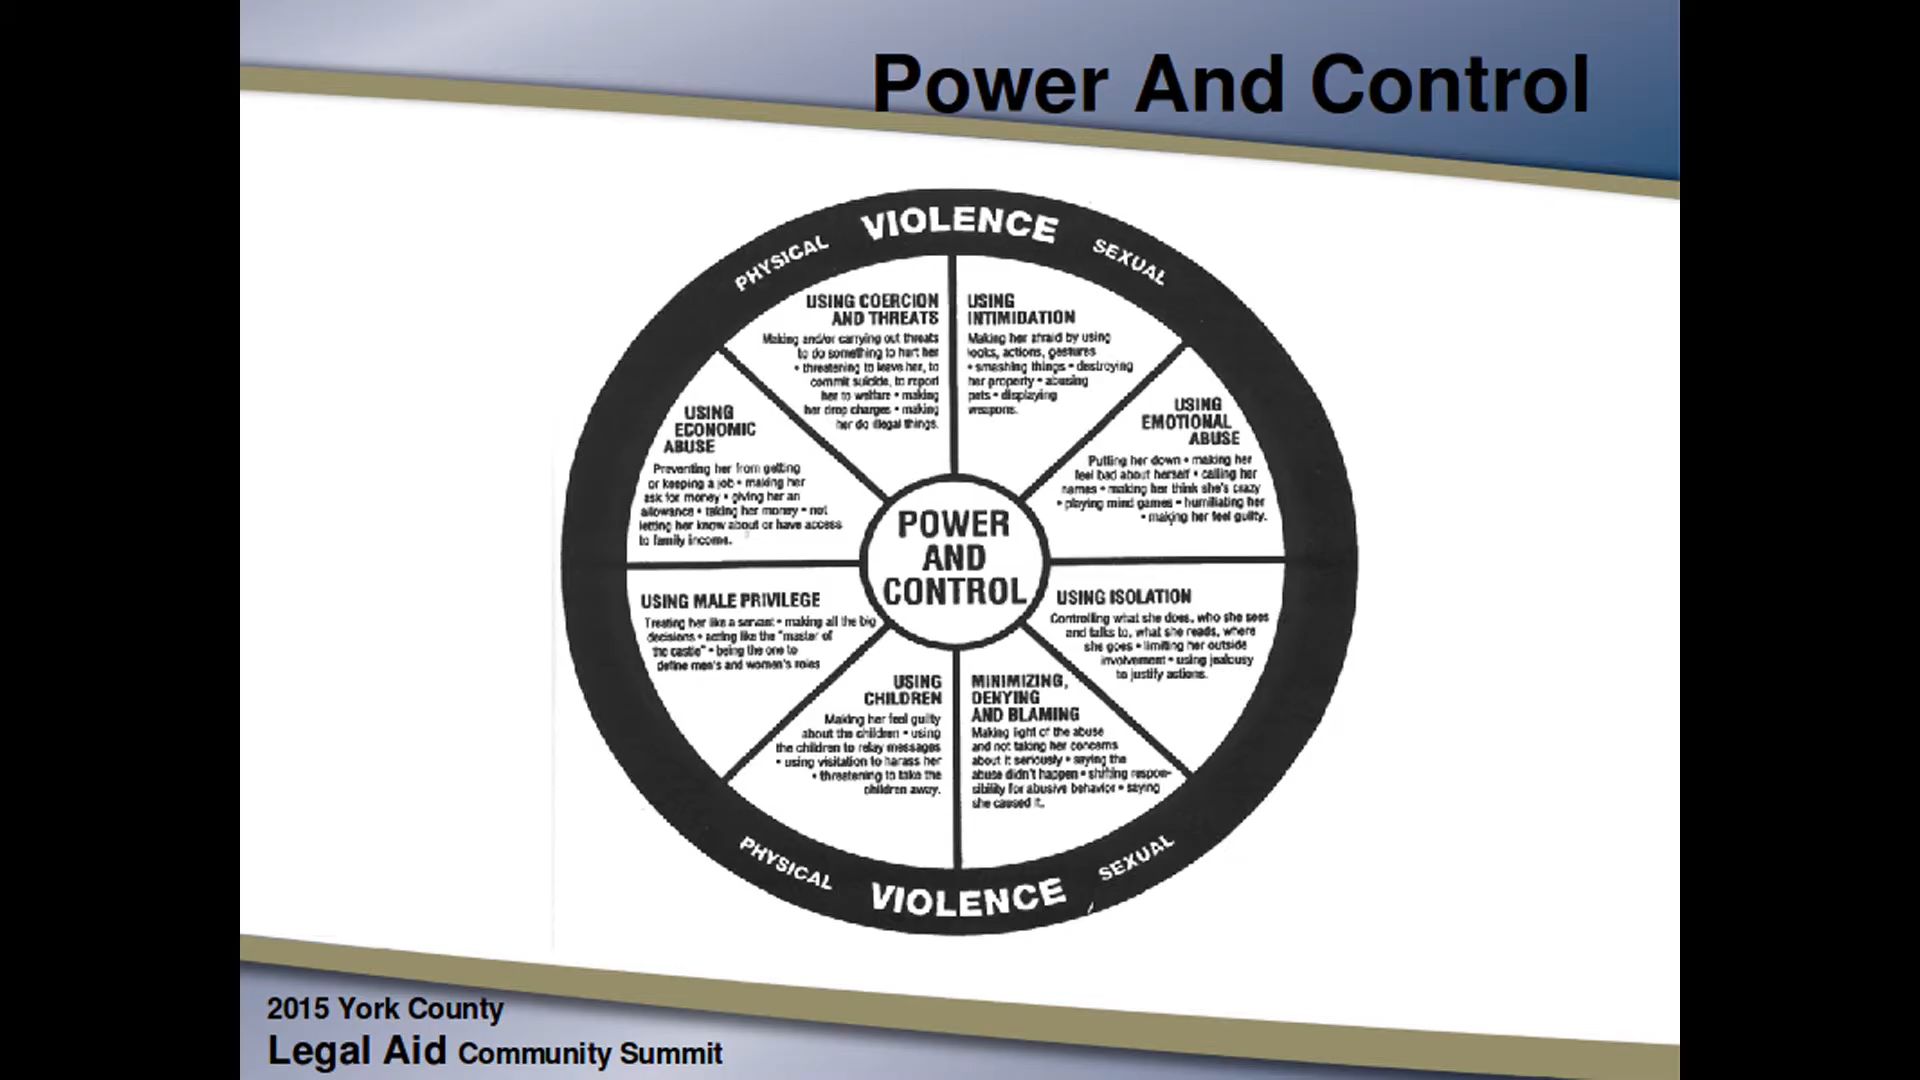 Power And Control
PHYSICAL VIOLENCE SEXUAL
USING COERCION
AND THREATS
Making and/or carrying out threats
to do something to hurt her
• threatening to leave her, to
commit suicide, to report
her to welfare • making
her drop charges • making
her do illegal things.
USING
INTIMIDATION
Making her afraid by using
looks, actions, gestures
• smashing things • destroying
her property • abusing
pets • displaying
weapons.
USING
EMOTIONAL
ABUSE
Putting her down • making her
feel bad about herself • calling her
names • making her think she's crazy
• playing mind games • humiliating her
• making her feel guilty.
USING ISOLATION
Controlling what she does, who she sees
and talks to, what she reads, where
she goes • limiting her outside
involvement • using jealousy
to justify actions.
MINIMIZING,
DENYING
AND BLAMING
Making light of the abuse
and not taking her concerns
about it seriously • saying the
abuse didn't happen • shifting respon-
sibility for abusive behavior • saying
she caused it.
USING
CHILDREN
Making her feel guilty
about the children • using
the children to relay messages
• using visitation to harass her
• threatening to take the
children away.
USING MALE PRIVILEGE
Treating her like a servant • making all the big
decisions • acting like the "master of
the castle" • being the one to
define men's and women's roles
USING
ECONOMIC
ABUSE
Preventing her from getting
or keeping a job • making her
ask for money • giving her an
allowance • taking her money • not
letting her know about or have access
to family income.
POWER
AND
CONTROL
PHYSICAL VIOLENCE SEXUAL
2015 York County
Legal Aid Community Summit